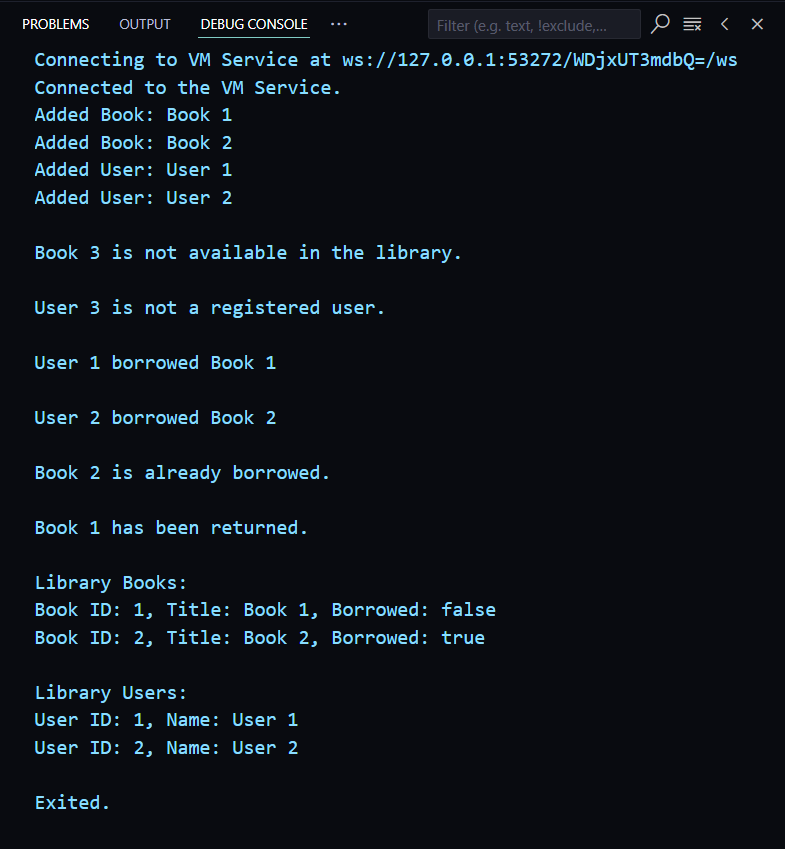 PROBLEMS OUTPUT DEBUG CONSOLE ... Filter (e.g. text, !exclude,...
Connecting to VM Service at ws://127.0.0.1:53272/WDjxUT3mdbQ=/ws
Connected to the VM Service.
Added Book: Book 1
Added Book: Book 2
Added User: User 1
Added User: User 2
Book 3 is not available in the library.
User 3 is not a registered user.
User 1 borrowed Book 1
User 2 borrowed Book 2
Book 2 is already borrowed.
Book 1 has been returned.
Library Books:
Book ID: 1, Title: Book 1, Borrowed: false
Book ID: 2, Title: Book 2, Borrowed: true
Library Users:
User ID: 1, Name: User 1
User ID: 2, Name: User 2
Exited.